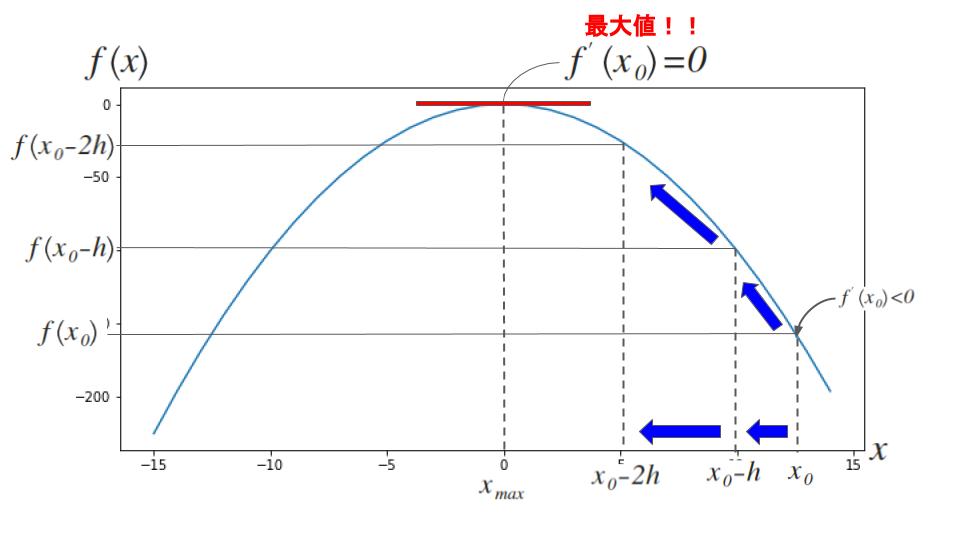 最大値！！
f(x)
f′(x₀)=0
0
f(x₀-2h)
-50
f(x₀-h)
f′(x₀)<0
f(x₀)
-200
-15
-10
-5
0
15
x
x_max
x₀-2h
x₀-h
x₀